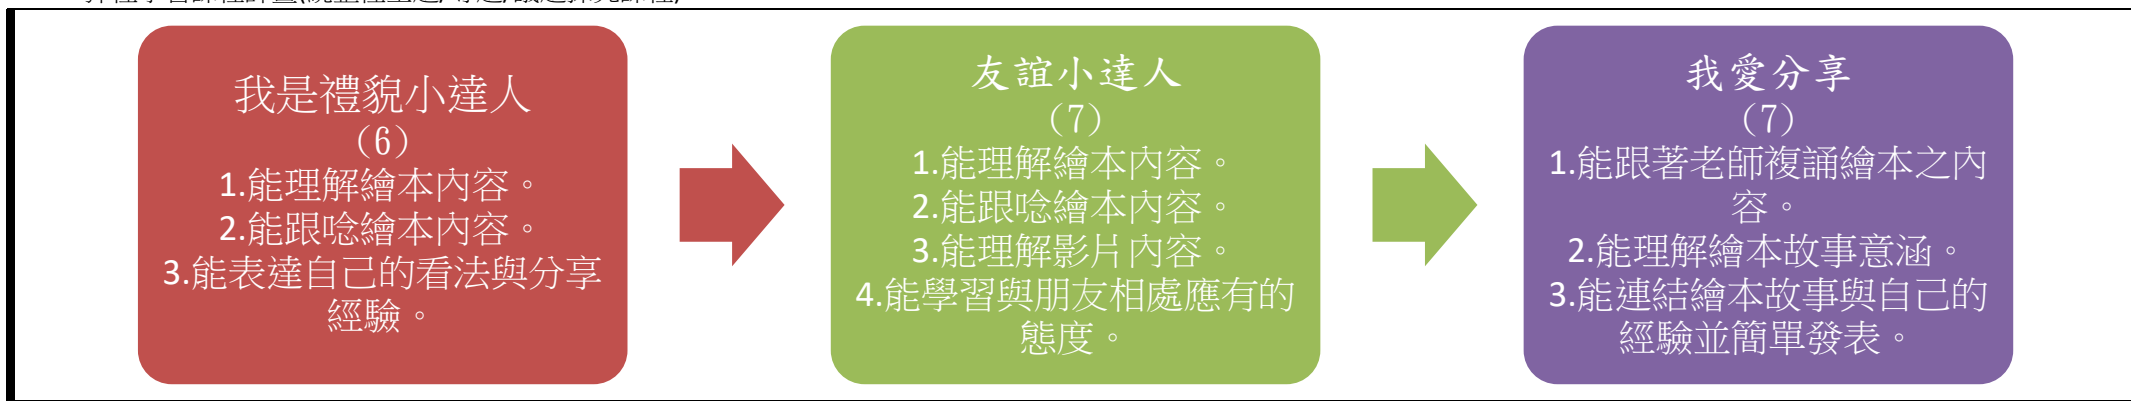 我是禮貌小達人
(6)
1.能理解繪本內容。
2.能跟唸繪本內容。
3.能表達自己的看法與分享
經驗。
友誼小達人
(7)
1.能理解繪本內容。
2.能跟唸繪本內容。
3.能理解影片內容。
4.能學習與朋友相處應有的
態度。
我愛分享
(7)
1.能跟著老師複誦繪本之內
容。
2.能理解繪本故事意涵。
3.能連結繪本故事與自己的
經驗並簡單發表。